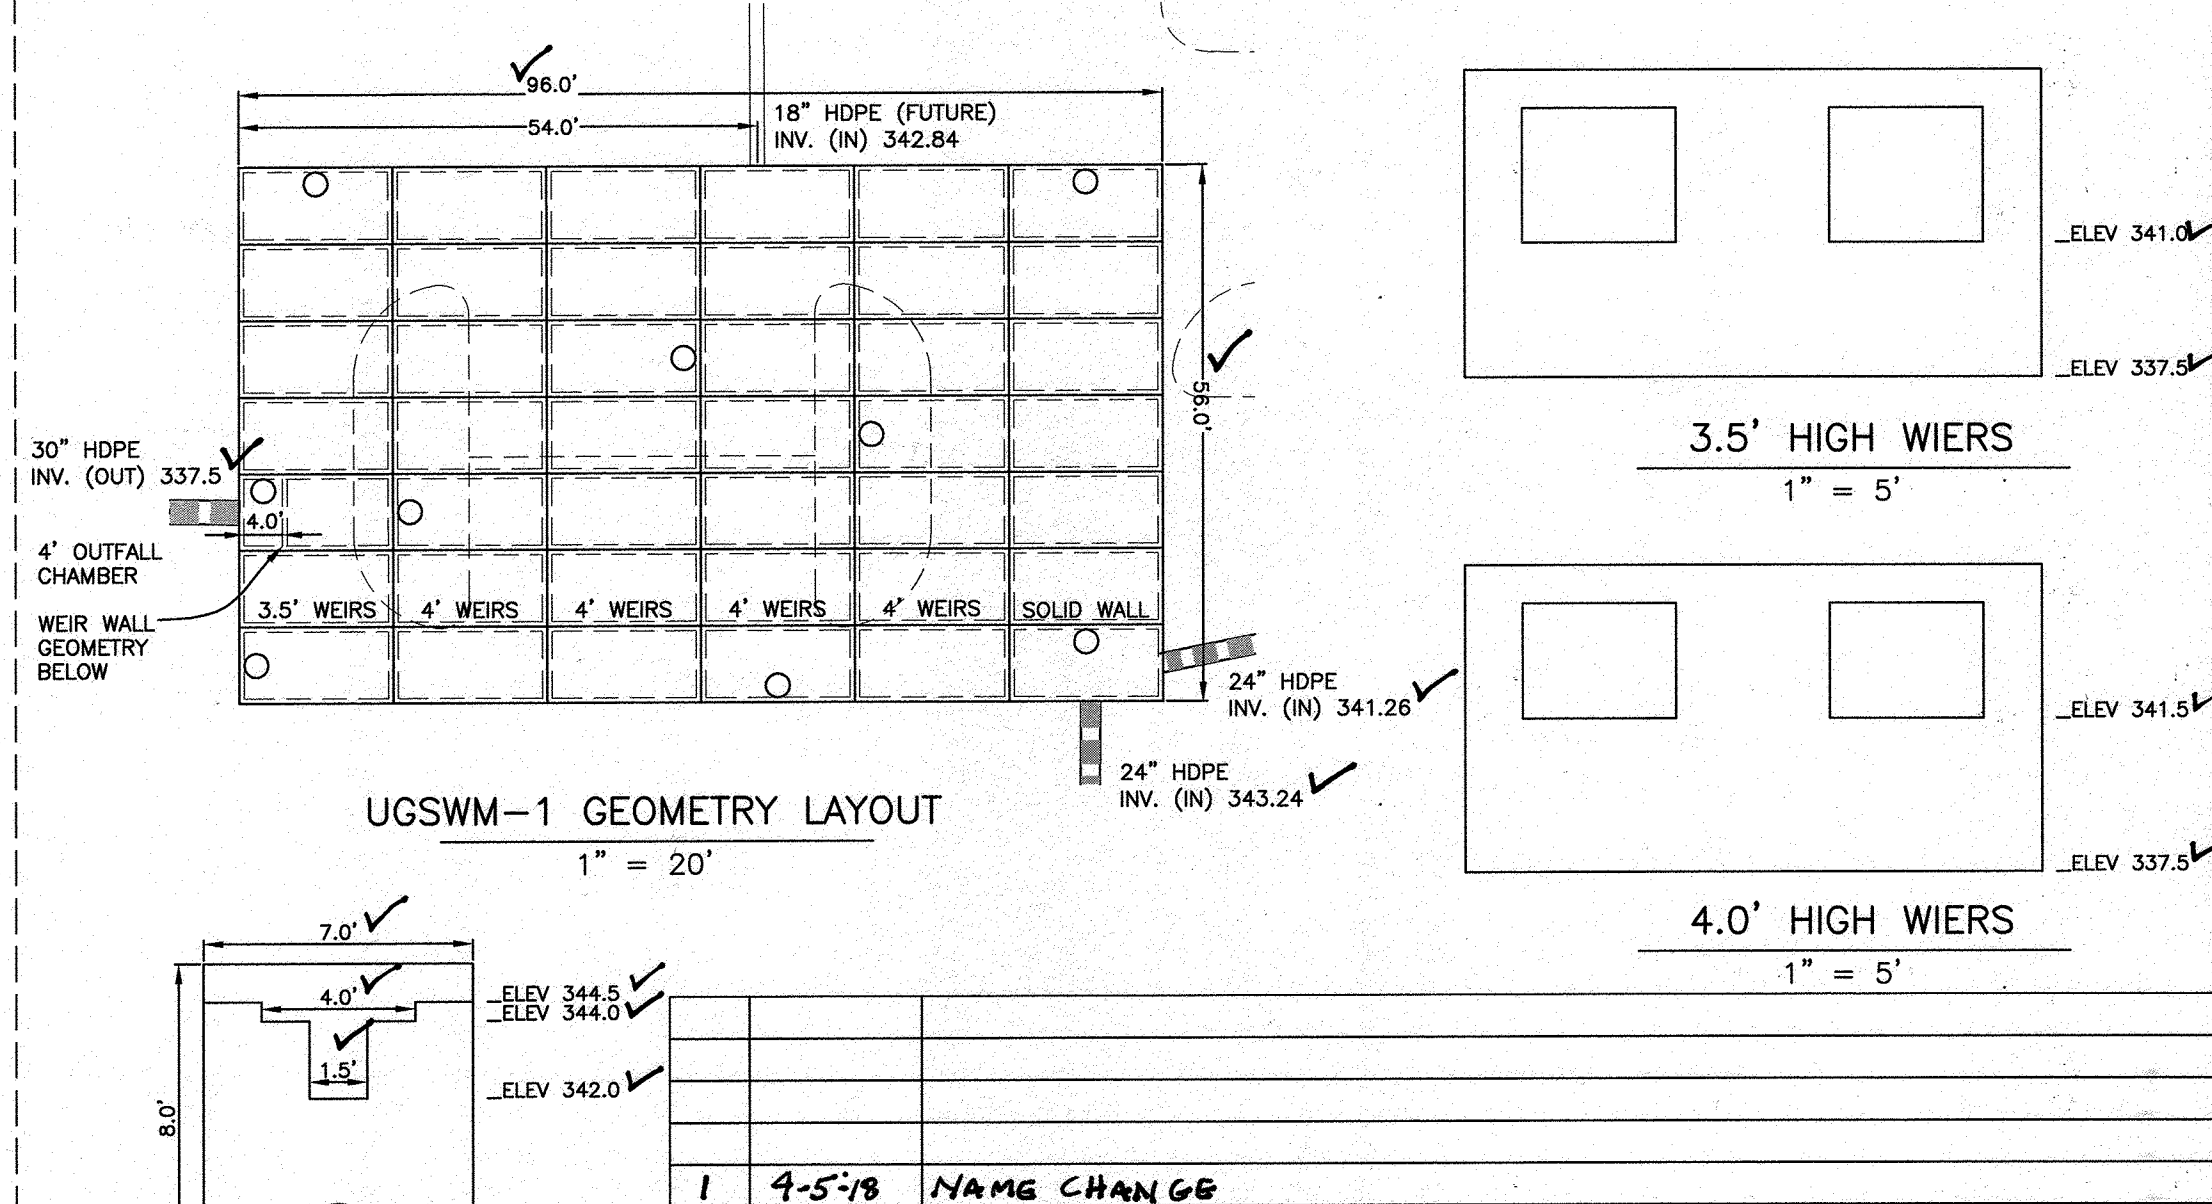 96.0'
54.0'
18" HDPE (FUTURE)
INV. (IN) 342.84
56.0'
30" HDPE
INV. (OUT) 337.5
4.0'
4' OUTFALL
CHAMBER
WEIR WALL
GEOMETRY
BELOW
3.5' WEIRS 4' WEIRS 4' WEIRS 4' WEIRS 4' WEIRS SOLID WALL
24" HDPE
INV. (IN) 341.26
24" HDPE
INV. (IN) 343.24
UGSWM-1 GEOMETRY LAYOUT
1" = 20'
ELEV 341.0
ELEV 337.5
3.5' HIGH WIERS
1" = 5'
ELEV 341.5
ELEV 337.5
4.0' HIGH WIERS
1" = 5'
7.0'
4.0'
1.5'
8.0'
ELEV 344.5
ELEV 344.0
ELEV 342.0
1 4-5-18 NAME CHANGE